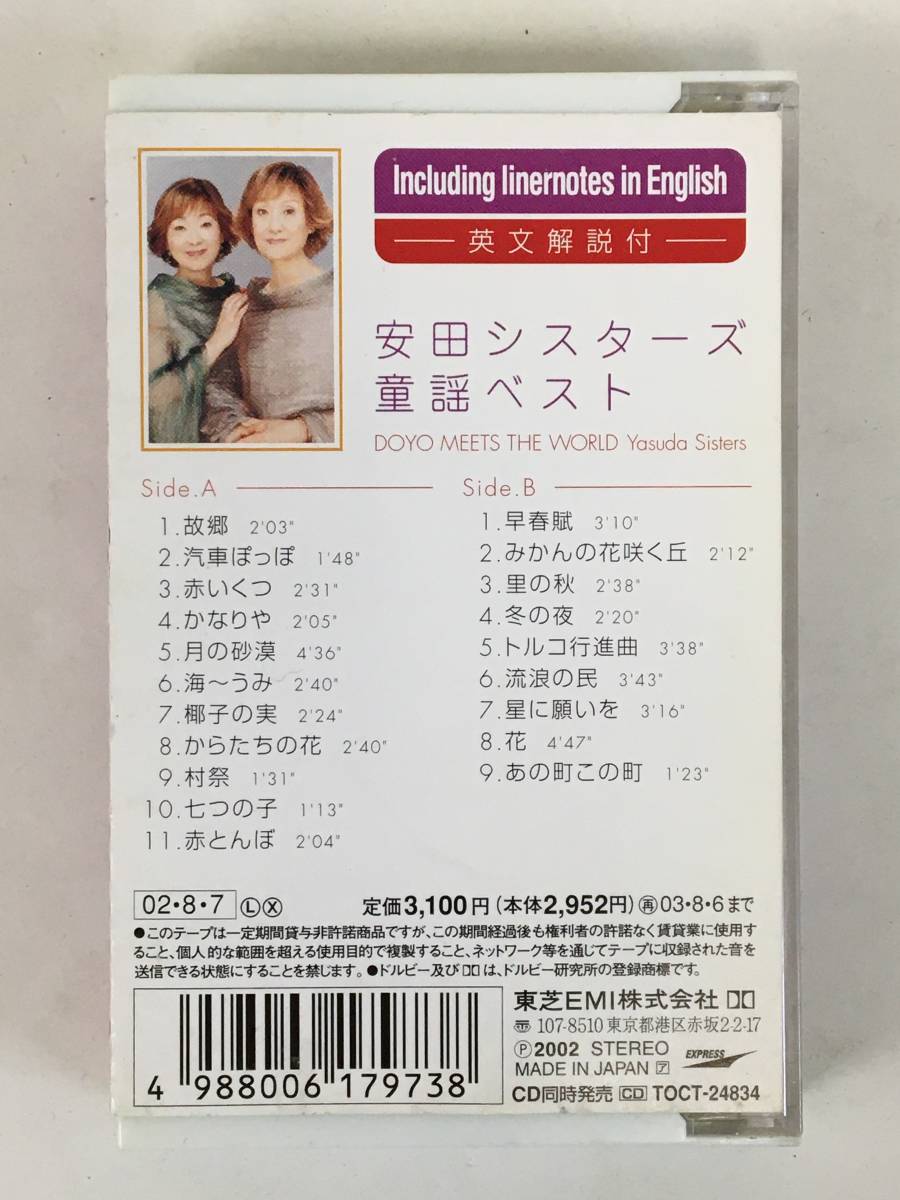 Including linernotes in English
英文解説付
安田シスターズ
童謡ベスト
DOYO MEETS THE WORLD Yasuda Sisters
Side.A
1.故郷 2'03"
2.汽車ぽっぽ 1'48"
3.赤いくつ 2'31"
4.かなりや 2'05"
5.月の砂漠 4'36"
6.海〜うみ 2'40"
7.椰子の実 2'24"
8.からたちの花 2'40"
9.村祭 1'31"
10.七つの子 1'13"
11.赤とんぼ 2'04"
Side.B
1.早春賦 3'10"
2.みかんの花咲く丘 2'12"
3.里の秋 2'38"
4.冬の夜 2'20"
5.トルコ行進曲 3'38"
6.流浪の民 3'43"
7.星に願いを 3'16"
8.花 4'47"
9.あの町この町 1'23"
02・8・7 Ⓛ Ⓧ 定価3,100円(本体2,952円)㋐03・8・6まで
●このテープは一定期間貸与非許諾商品ですが、この期間経過後も権利者の許諾なく賃貸業に使用す
ること、個人的な範囲を超える使用目的で複製すること、ネットワーク等を通じてテープに収録された音を
送信できる状態にすることを禁じます。●ドルビー及びは、ドルビー研究所の登録商標です。
東芝EMI株式会社
107-8510 東京都港区赤坂2-2-17
Ⓟ2002 STEREO
MADE IN JAPAN ア
EXPRESS
CD同時発売 CD TOCT-24834
4 988006 179738